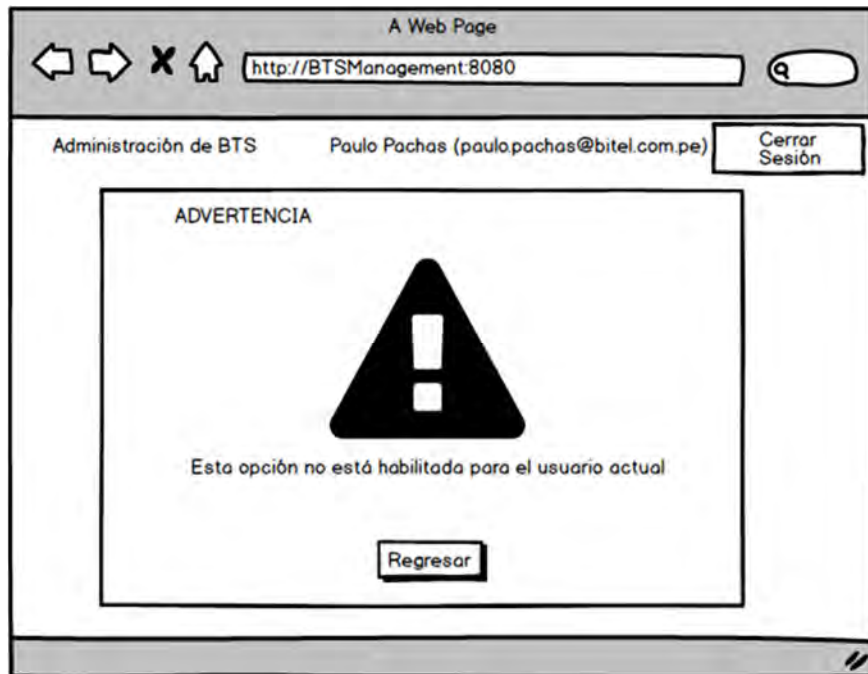 A Web Page
http://BTSManagement:8080
Administración de BTS
Paulo Pachas (paulo.pachas@bitel.com.pe)
Cerrar
Sesión
ADVERTENCIA
Esta opción no está habilitada para el usuario actual
Regresar